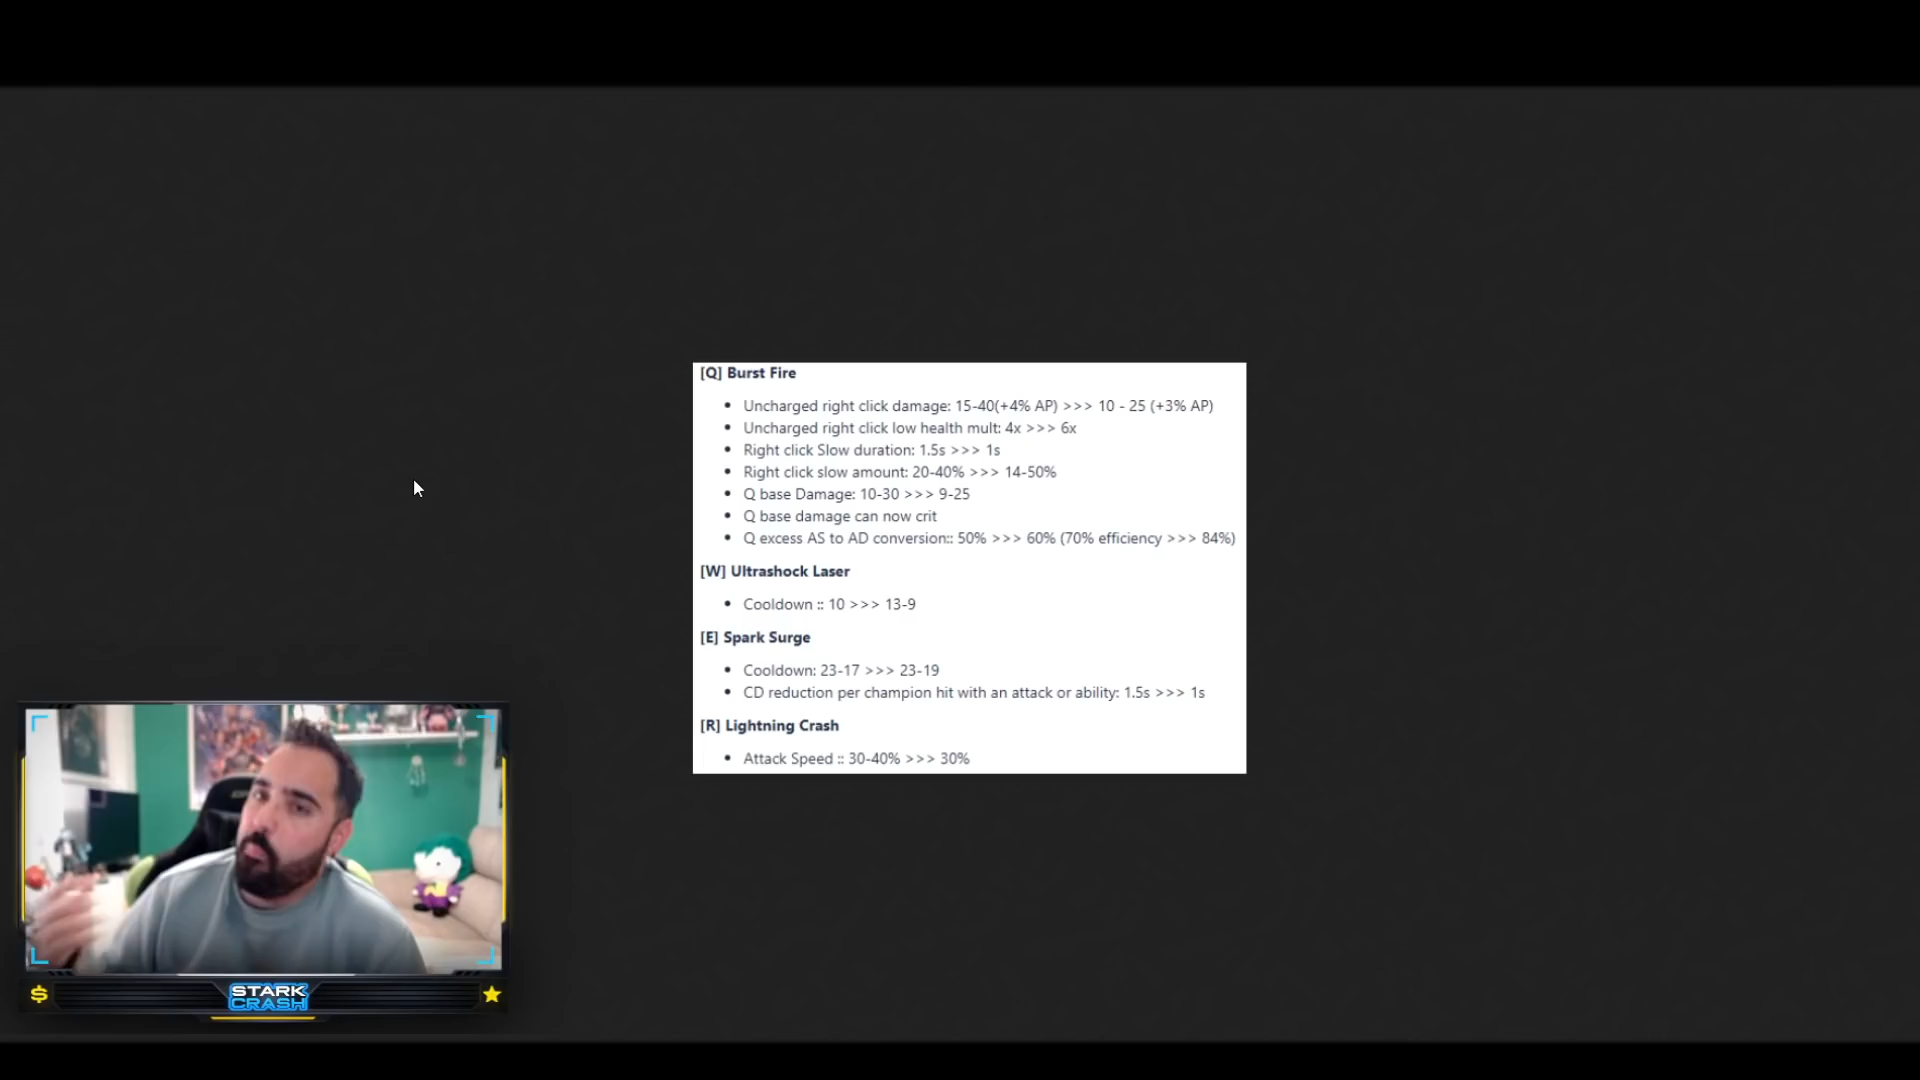 [Q] Burst Fire
• Uncharged right click damage: 15-40(+4% AP) >>> 10 - 25 (+3% AP)
• Uncharged right click low health mult: 4x >>> 6x
• Right click Slow duration: 1.5s >>> 1s
• Right click slow amount: 20-40% >>> 14-50%
• Q base Damage: 10-30 >>> 9-25
• Q base damage can now crit
• Q excess AS to AD conversion:: 50% >>> 60% (70% efficiency >>> 84%)
[W] Ultrashock Laser
• Cooldown :: 10 >>> 13-9
[E] Spark Surge
• Cooldown: 23-17 >>> 23-19
• CD reduction per champion hit with an attack or ability: 1.5s >>> 1s
[R] Lightning Crash
• Attack Speed :: 30-40% >>> 30%
$
STARK
CRASH